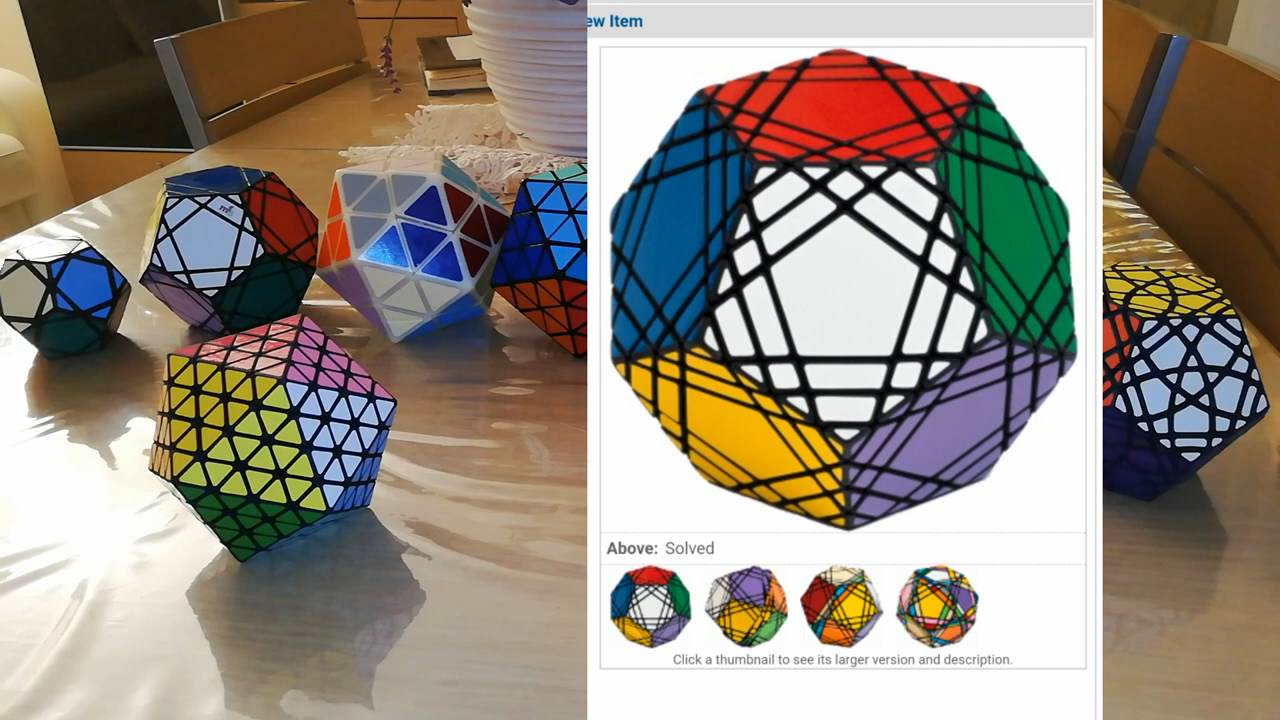 ew Item
Above: Solved
Click a thumbnail to see its larger version and description.